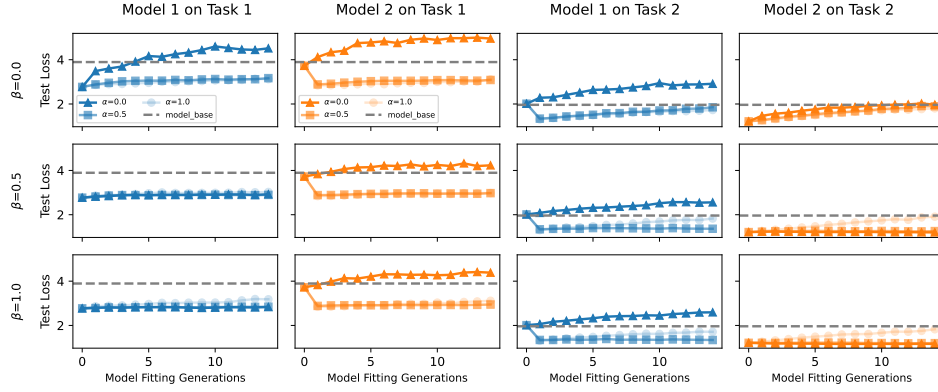 Model 1 on Task 1
Model 2 on Task 1
Model 1 on Task 2
Model 2 on Task 2
β=0.0
Test Loss
4
2
α=0.0
α=0.5
α=1.0
model_base
α=0.0
α=0.5
α=1.0
model_base
β=0.5
Test Loss
4
2
β=1.0
Test Loss
4
2
0 5 10
0 5 10
0 5 10
0 5 10
Model Fitting Generations
Model Fitting Generations
Model Fitting Generations
Model Fitting Generations